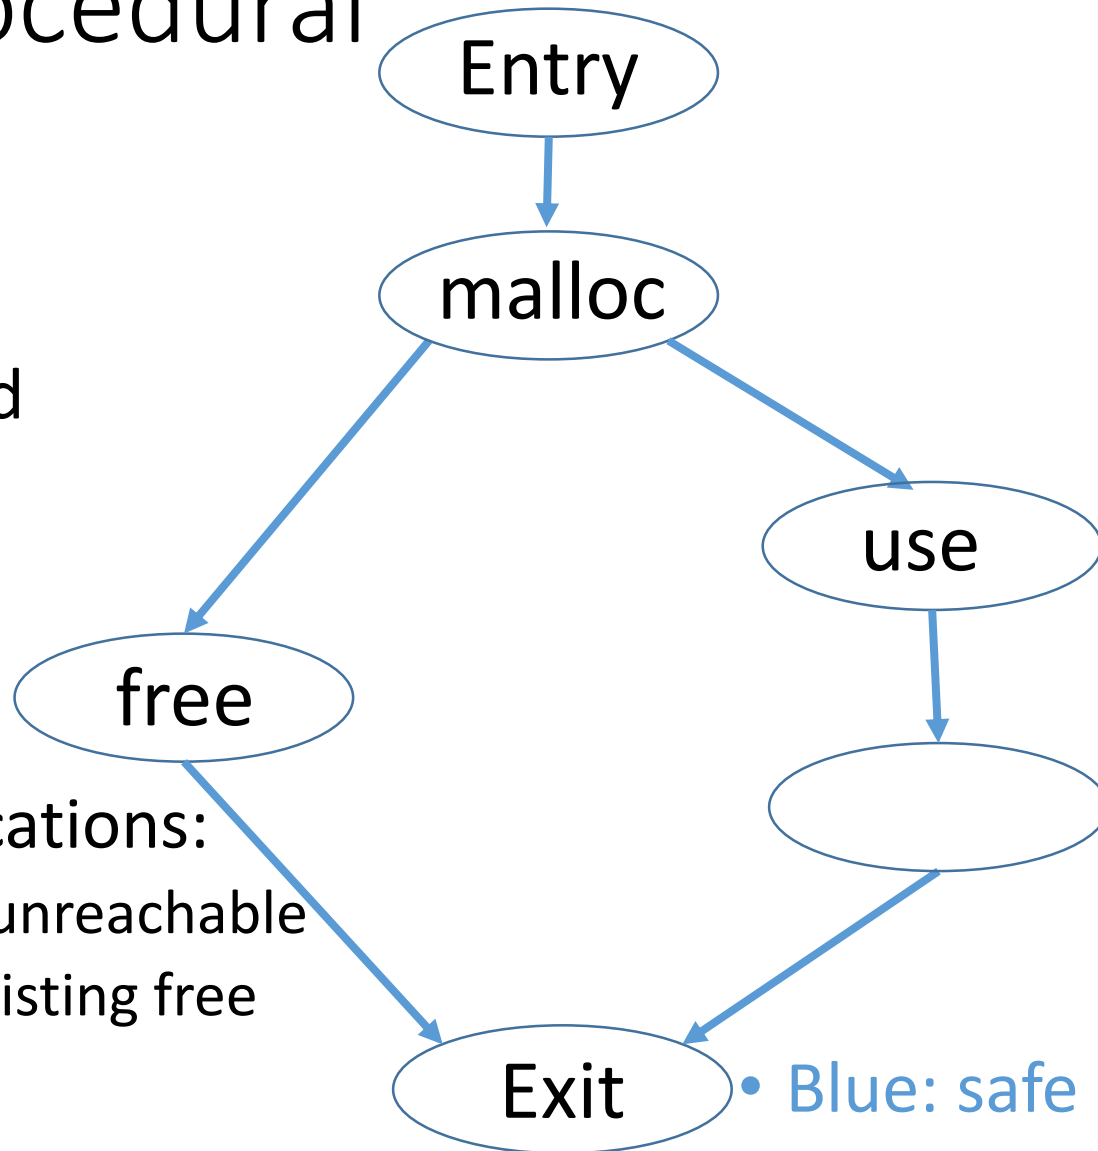 ocedural
Entry
malloc
d
use
free
cations:
unreachable
isting free
Exit
• Blue: safe